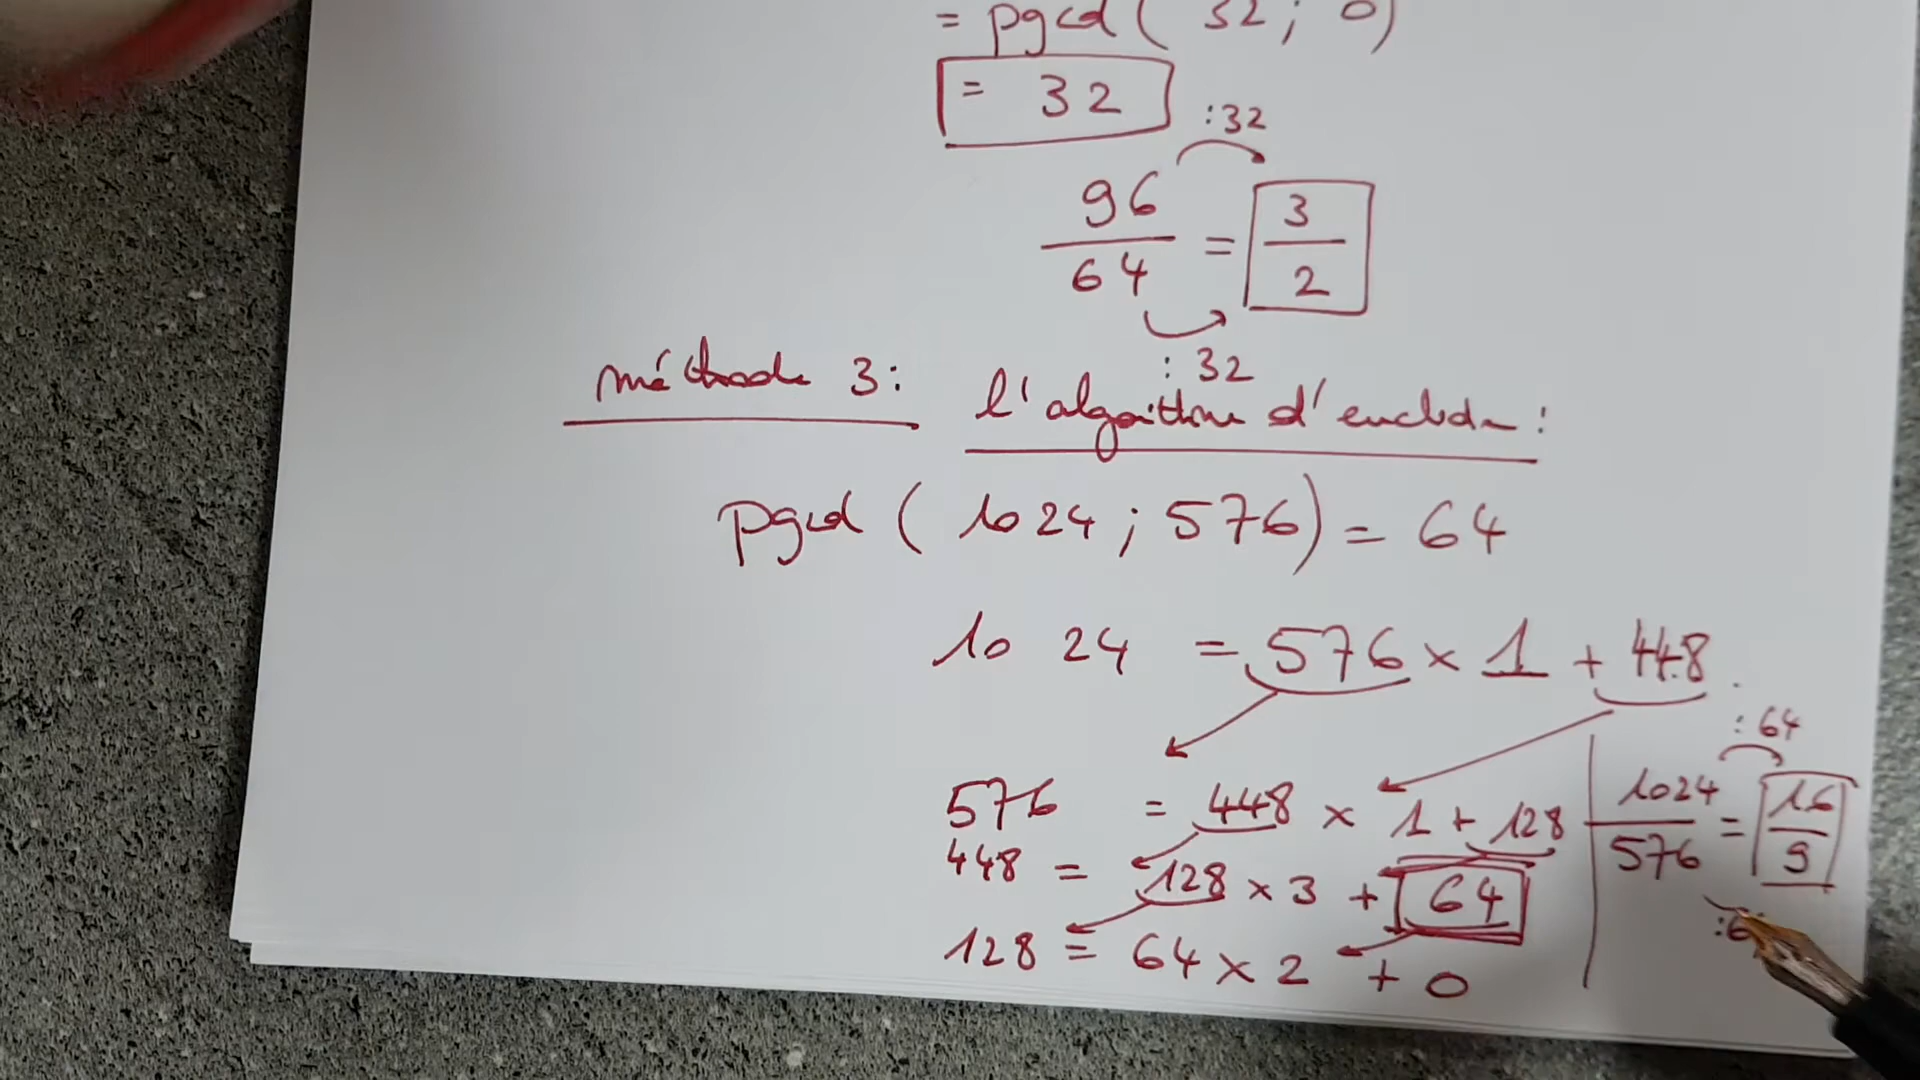 = pgcd ( 32 ; 0)
= 32
: 32
96
64
=
3
2
: 32
méthode 3 : l'algorithme d'euclide :
pgcd ( 1024 ; 576 ) = 64
1024 = 576 × 1 + 448
576 = 448 × 1 + 128
448 = 128 × 3 + 64
128 = 64 × 2 + 0
: 64
1024
576
=
16
9